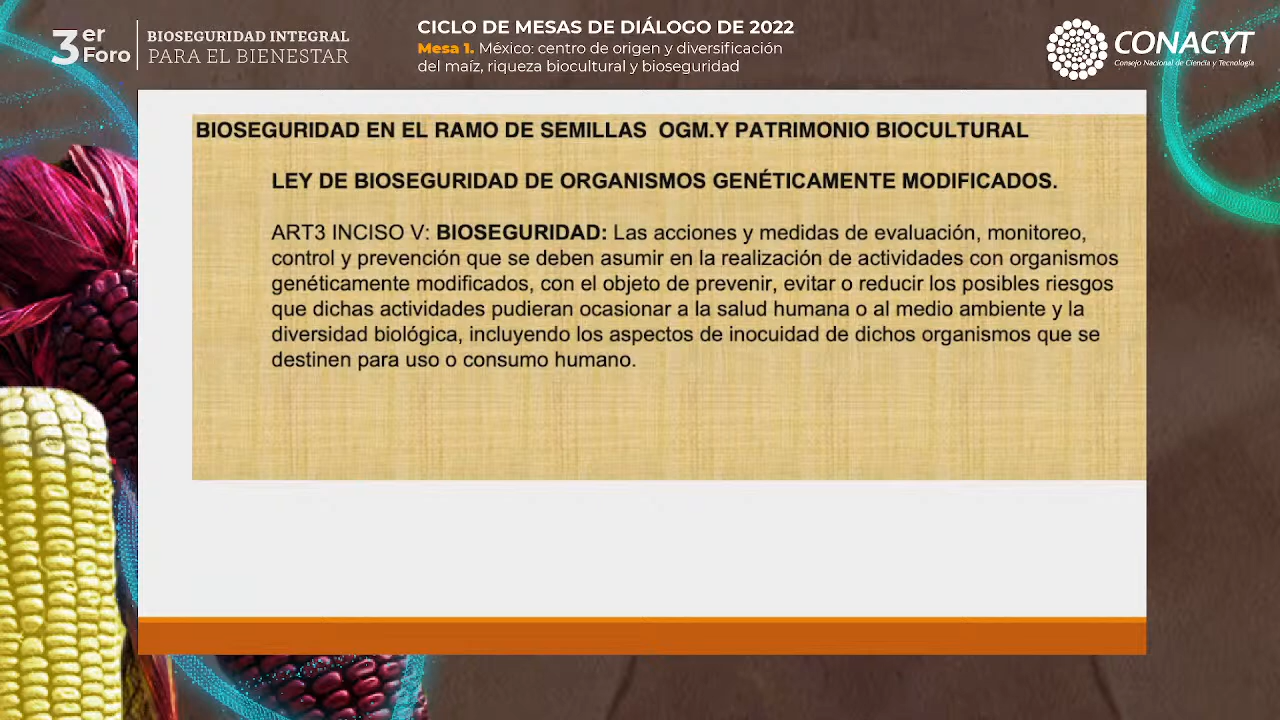 3er Foro
BIOSEGURIDAD INTEGRAL
PARA EL BIENESTAR
CICLO DE MESAS DE DIÁLOGO DE 2022
Mesa 1. México: centro de origen y diversificación
del maíz, riqueza biocultural y bioseguridad
CONACYT
Consejo Nacional de Ciencia y Tecnología
BIOSEGURIDAD EN EL RAMO DE SEMILLAS OGM.Y PATRIMONIO BIOCULTURAL
LEY DE BIOSEGURIDAD DE ORGANISMOS GENÉTICAMENTE MODIFICADOS.
ART3 INCISO V: BIOSEGURIDAD: Las acciones y medidas de evaluación, monitoreo,
control y prevención que se deben asumir en la realización de actividades con organismos
genéticamente modificados, con el objeto de prevenir, evitar o reducir los posibles riesgos
que dichas actividades pudieran ocasionar a la salud humana o al medio ambiente y la
diversidad biológica, incluyendo los aspectos de inocuidad de dichos organismos que se
destinen para uso o consumo humano.